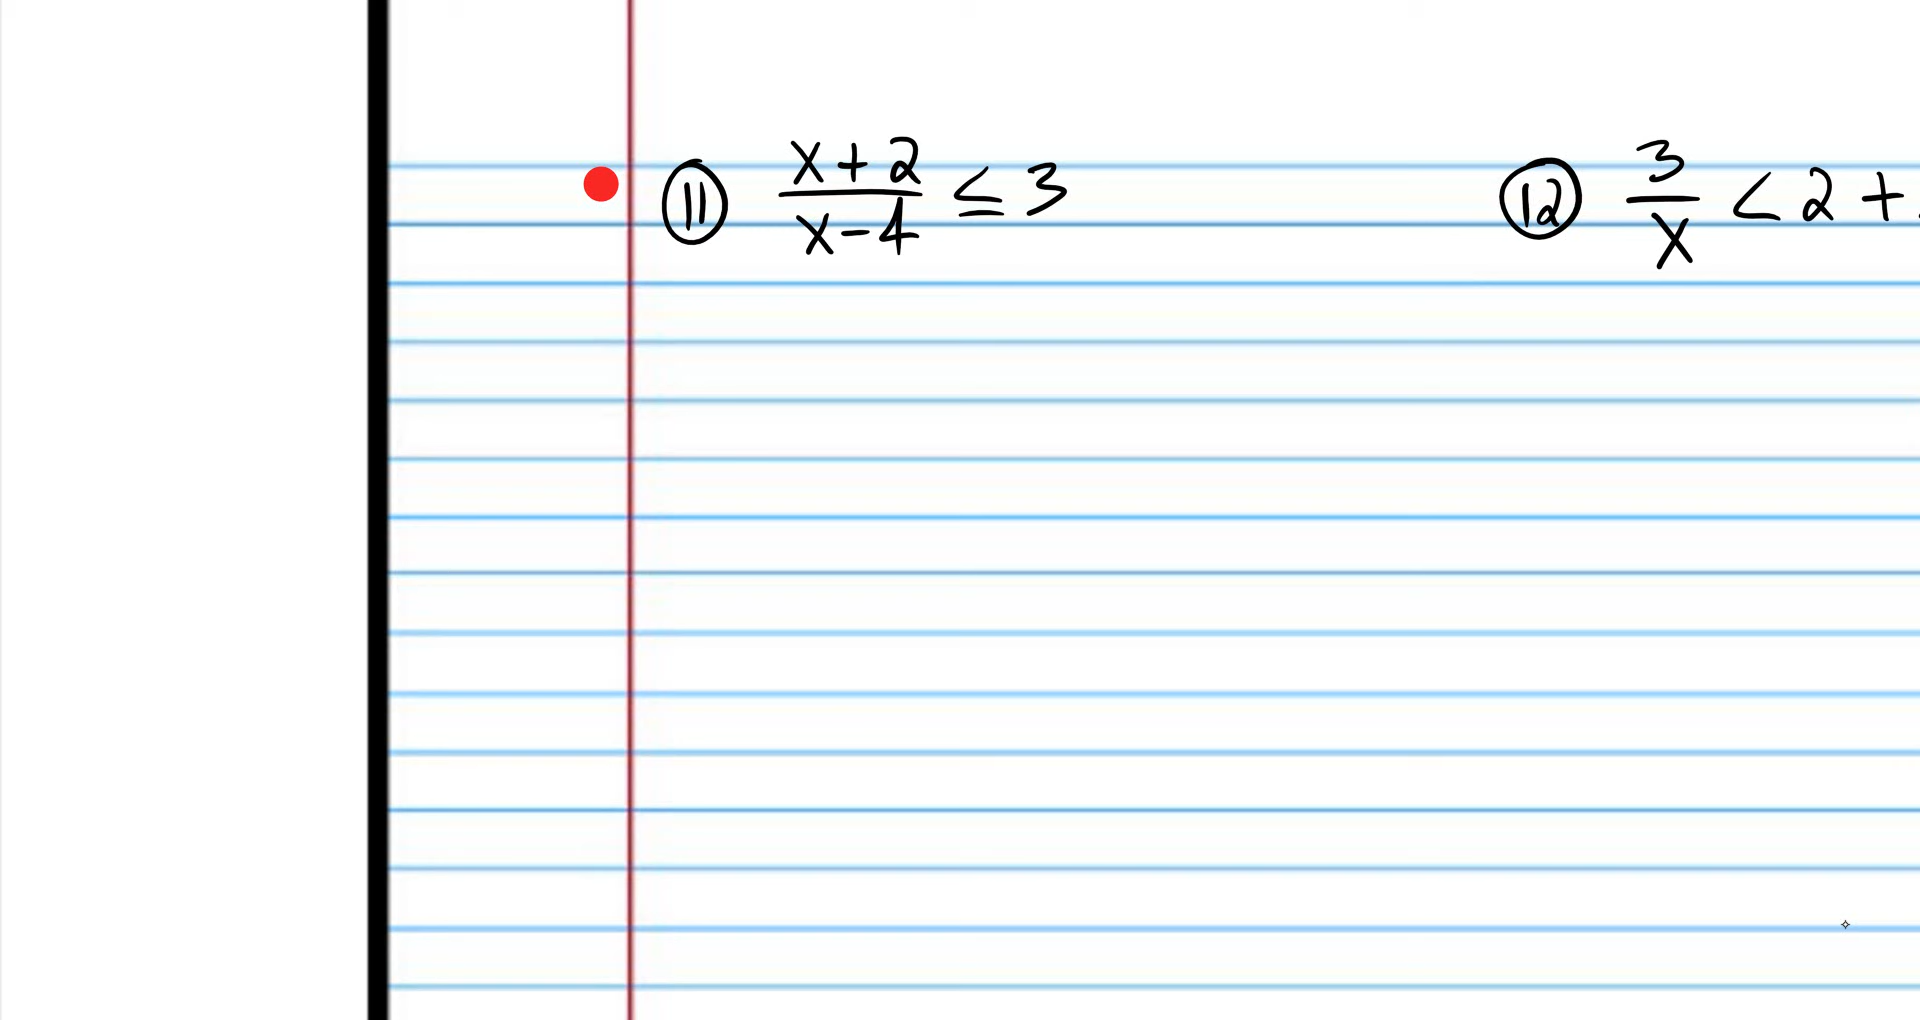 ⑪ (x+2)/(x-4) ≤ 3
⑫ 3/x < 2 +